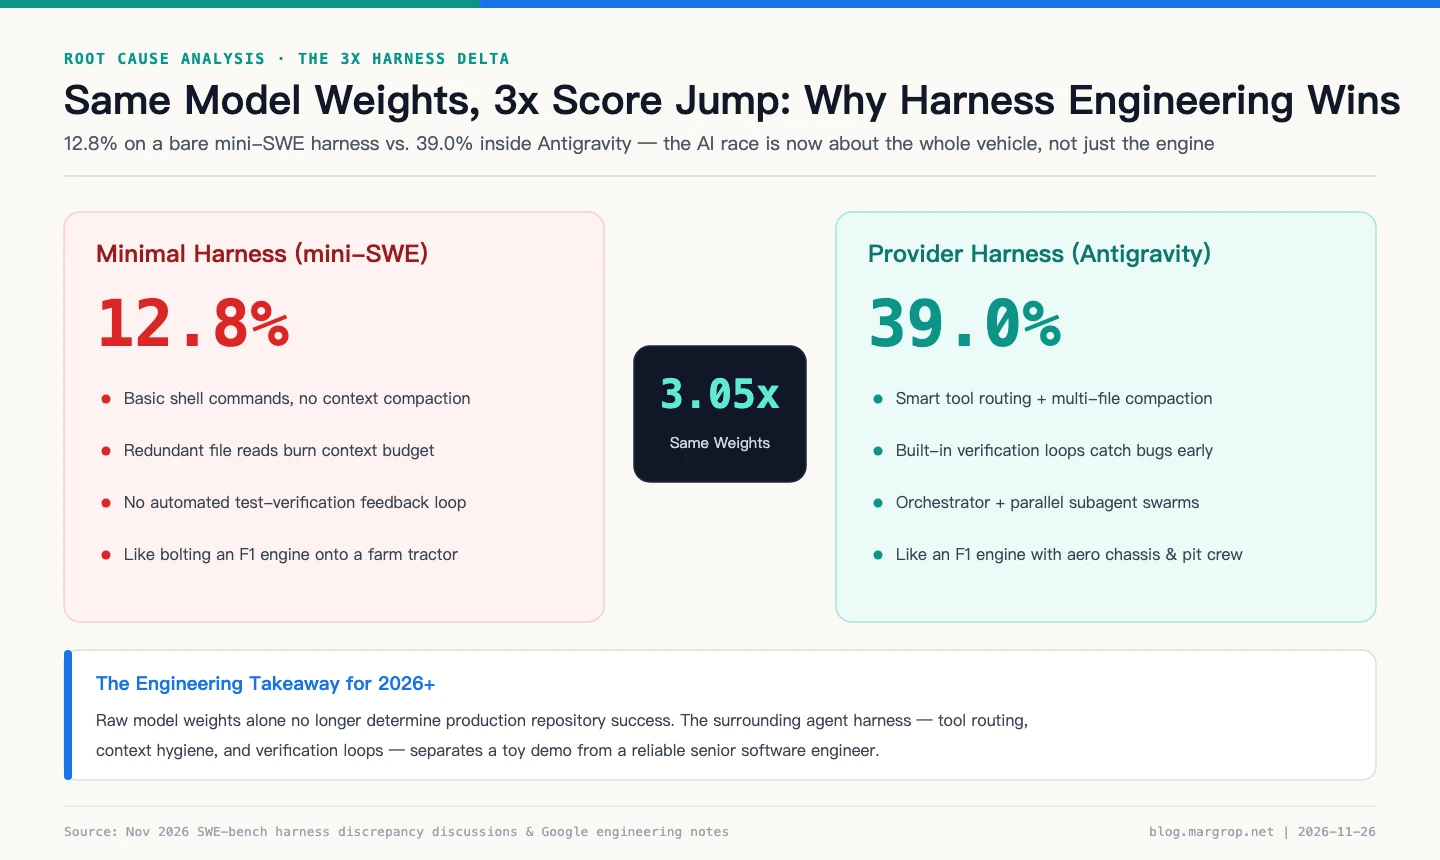 ROOT CAUSE ANALYSIS · THE 3X HARNESS DELTA
Same Model Weights, 3x Score Jump: Why Harness Engineering Wins
12.8% on a bare mini-SWE harness vs. 39.0% inside Antigravity — the AI race is now about the whole vehicle, not just the engine
Minimal Harness (mini-SWE)
12.8%
Basic shell commands, no context compaction
Redundant file reads burn context budget
No automated test-verification feedback loop
Like bolting an F1 engine onto a farm tractor
3.05x
Same Weights
Provider Harness (Antigravity)
39.0%
Smart tool routing + multi-file compaction
Built-in verification loops catch bugs early
Orchestrator + parallel subagent swarms
Like an F1 engine with aero chassis & pit crew
The Engineering Takeaway for 2026+
Raw model weights alone no longer determine production repository success. The surrounding agent harness — tool routing,
context hygiene, and verification loops — separates a toy demo from a reliable senior software engineer.
Source: Nov 2026 SWE-bench harness discrepancy discussions & Google engineering notes
blog.margrop.net | 2026-11-26